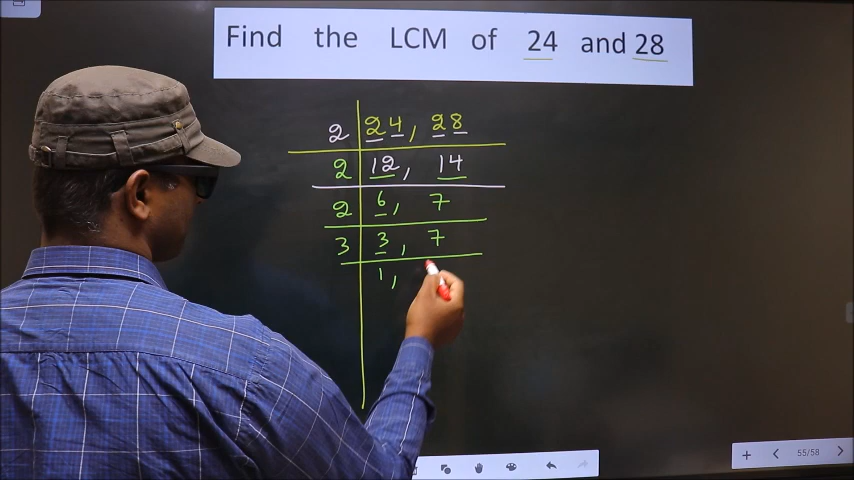 Find the LCM of 24 and 28
2 24, 28
2 12, 14
2 6, 7
3 3, 7
1,
55/58